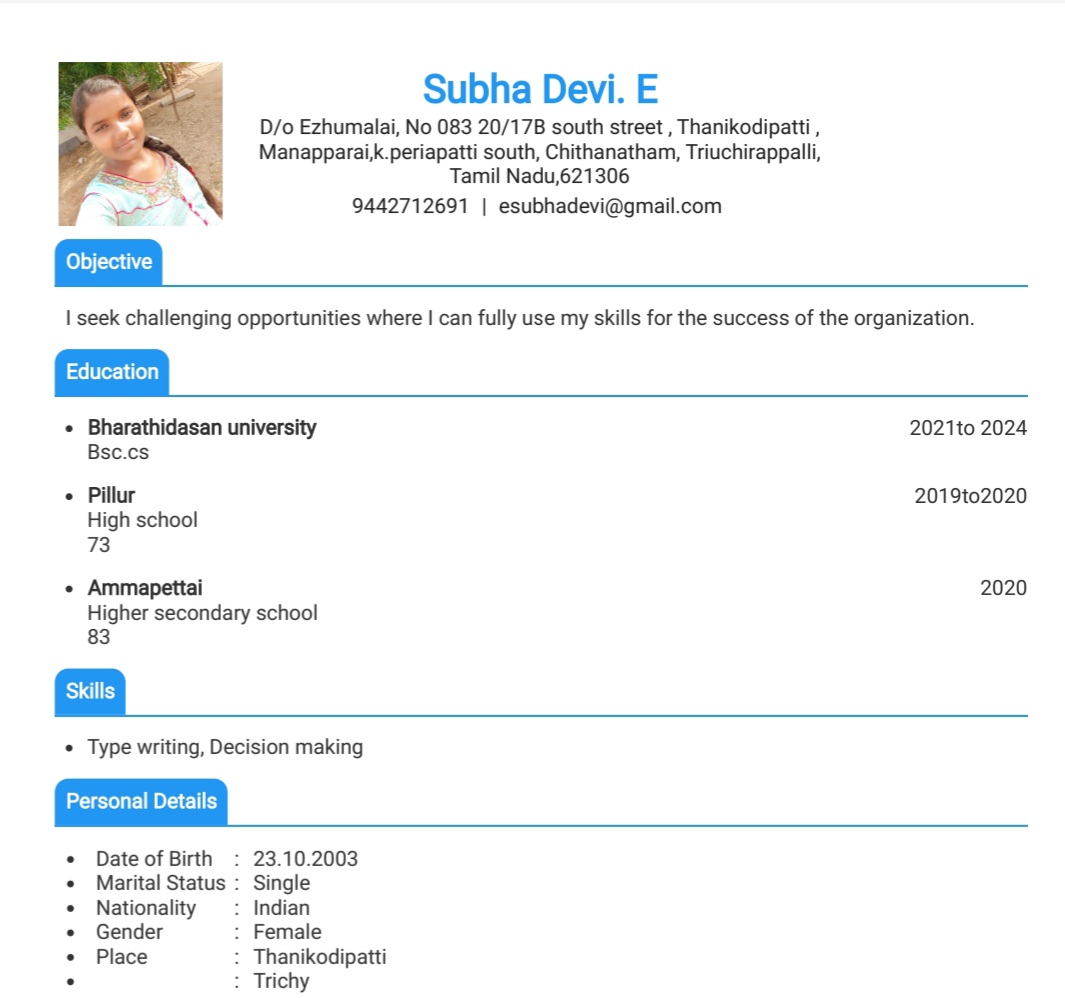 Subha Devi. E
D/o Ezhumalai, No 083 20/17B south street , Thanikodipatti ,
Manapparai,k.periapatti south, Chithanatham, Triuchirappalli,
Tamil Nadu,621306
9442712691 | esubhadevi@gmail.com
Objective
I seek challenging opportunities where I can fully use my skills for the success of the organization.
Education
• Bharathidasan university 2021to 2024
Bsc.cs
• Pillur 2019to2020
High school
73
• Ammapettai 2020
Higher secondary school
83
Skills
• Type writing, Decision making
Personal Details
• Date of Birth : 23.10.2003
• Marital Status : Single
• Nationality : Indian
• Gender : Female
• Place : Thanikodipatti
• : Trichy